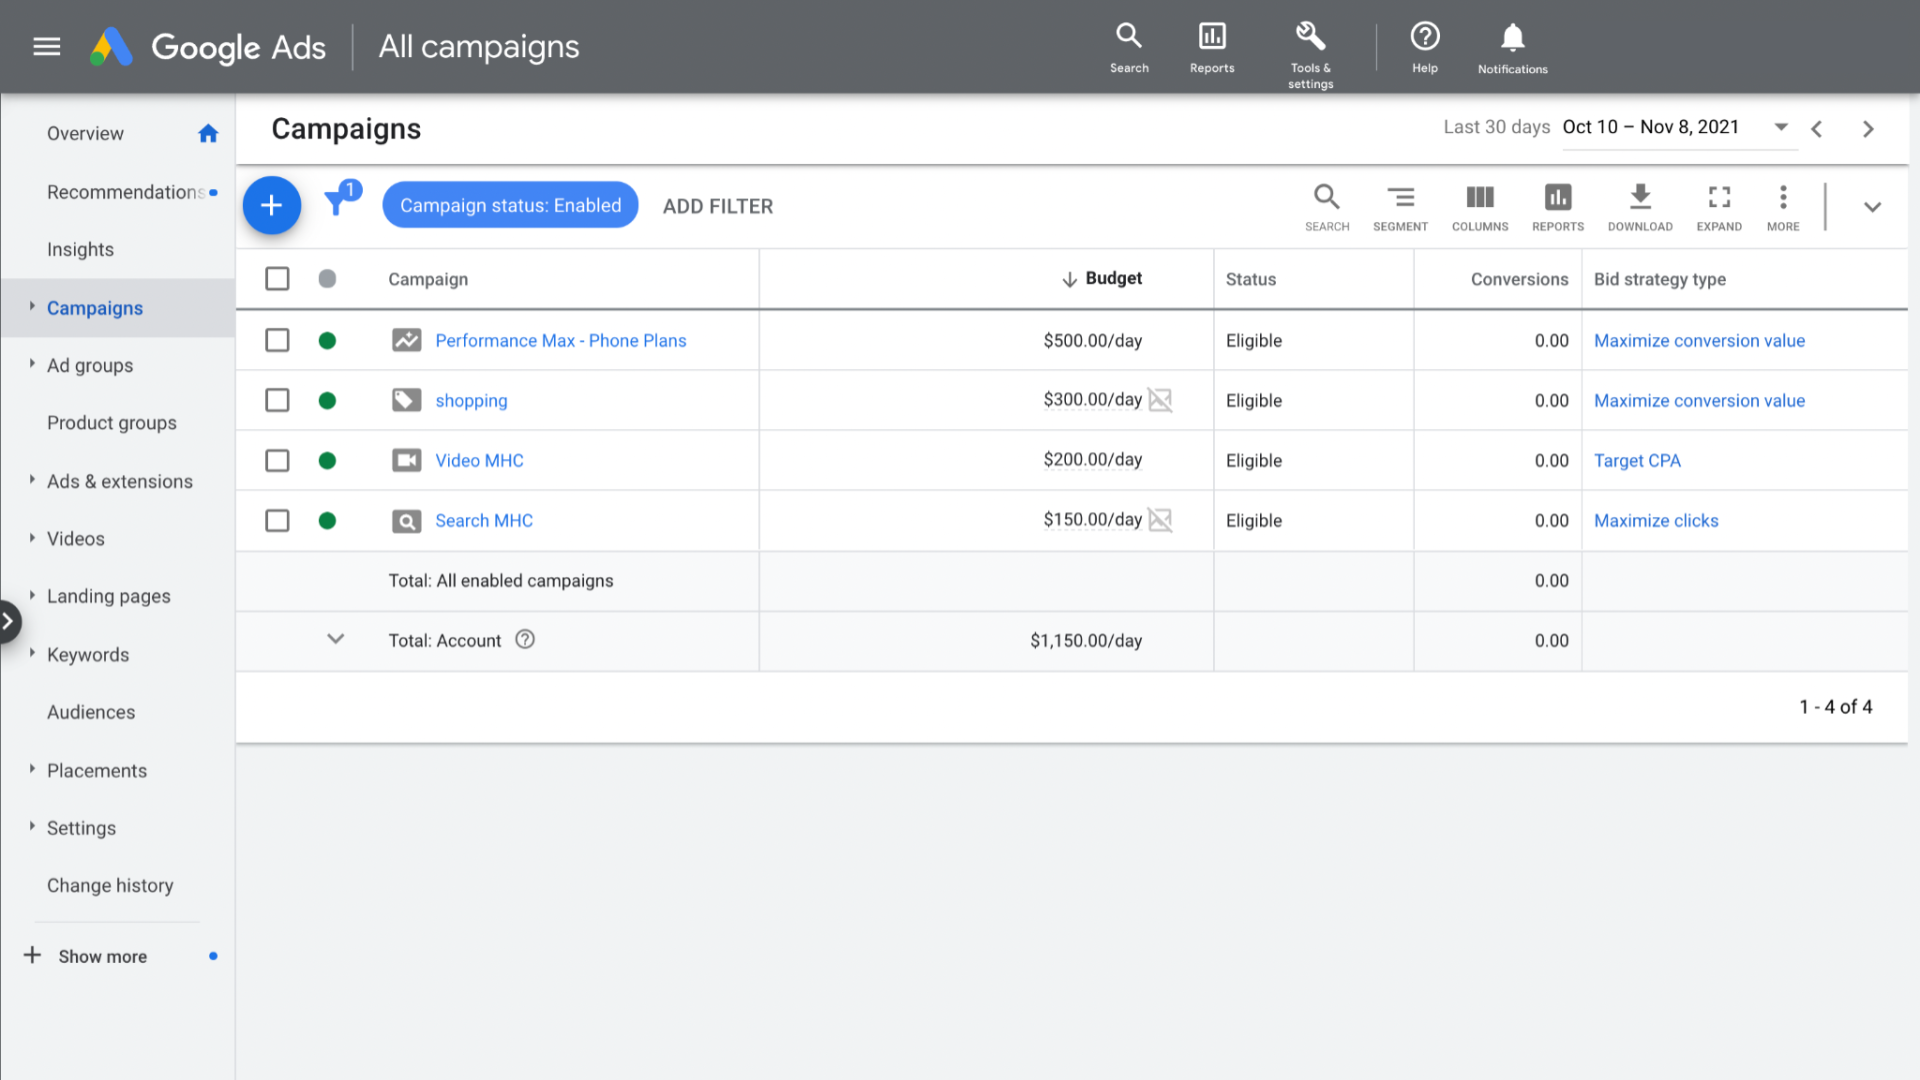 Google Ads
All campaigns
Search
Reports
Tools &
settings
Help
Notifications
Overview
Recommendations
Insights
Campaigns
Ad groups
Product groups
Ads & extensions
Videos
Landing pages
Keywords
Audiences
Placements
Settings
Change history
Show more
Campaigns
Last 30 days Oct 10 – Nov 8, 2021
1
Campaign status: Enabled
ADD FILTER
SEARCH
SEGMENT
COLUMNS
REPORTS
DOWNLOAD
EXPAND
MORE
Campaign Budget Status Conversions Bid strategy type
Performance Max - Phone Plans $500.00/day Eligible 0.00 Maximize conversion value
shopping $300.00/day Eligible 0.00 Maximize conversion value
Video MHC $200.00/day Eligible 0.00 Target CPA
Search MHC $150.00/day Eligible 0.00 Maximize clicks
Total: All enabled campaigns 0.00
Total: Account $1,150.00/day 0.00
1 - 4 of 4